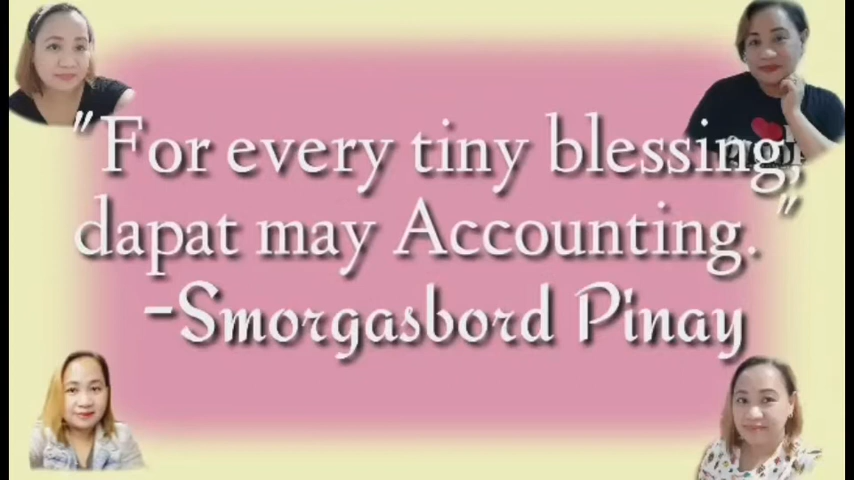 "For every tiny blessing,
dapat may Accounting."
-Smorgasbord Pinay